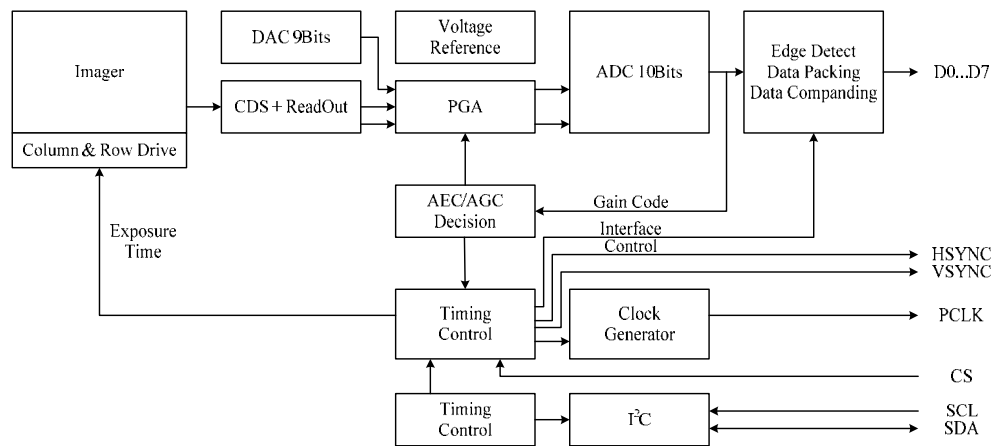 DAC 9Bits
Voltage
Reference
Imager
ADC 10Bits
Edge Detect
Data Packing
Data Companding
D0...D7
CDS + ReadOut
PGA
Column & Row Drive
AEC/AGC
Decision
Gain Code
Exposure
Time
Interface
Control
HSYNC
VSYNC
Timing
Control
Clock
Generator
PCLK
CS
Timing
Control
I²C
SCL
SDA